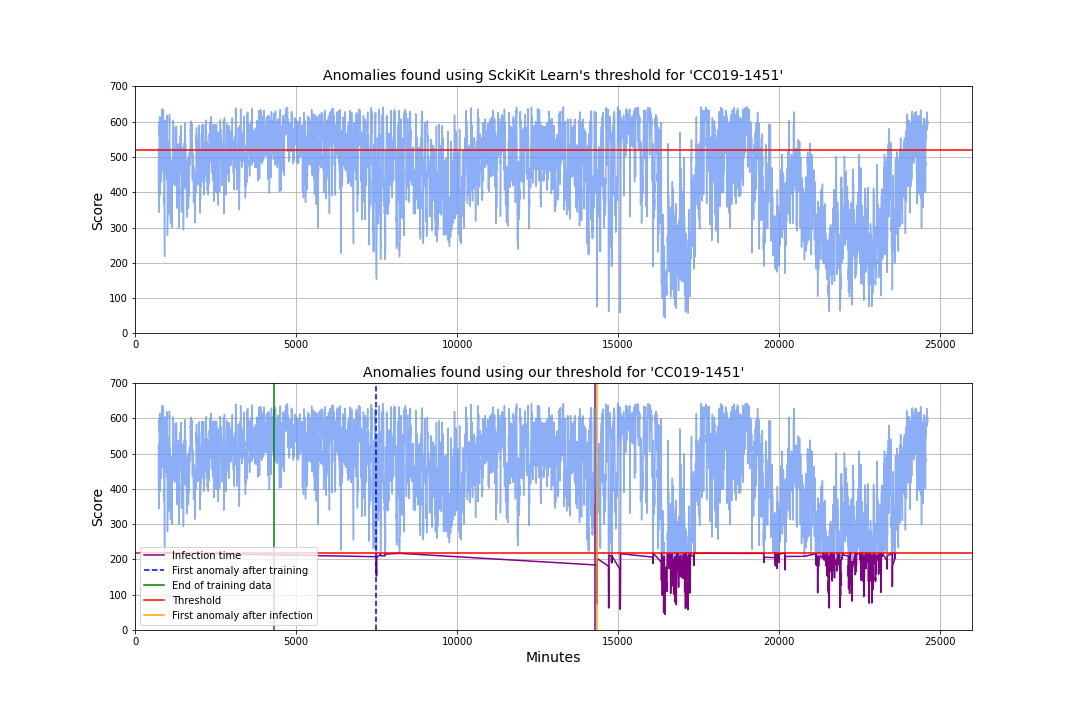 Anomalies found using SckiKit Learn's threshold for 'CC019-1451'
700
600
500
400
300
200
100
0
Score
0 5000 10000 15000 20000 25000
Anomalies found using our threshold for 'CC019-1451'
700
600
500
400
300
200
100
0
Score
Infection time
First anomaly after training
End of training data
Threshold
First anomaly after infection
0 5000 10000 15000 20000 25000
Minutes